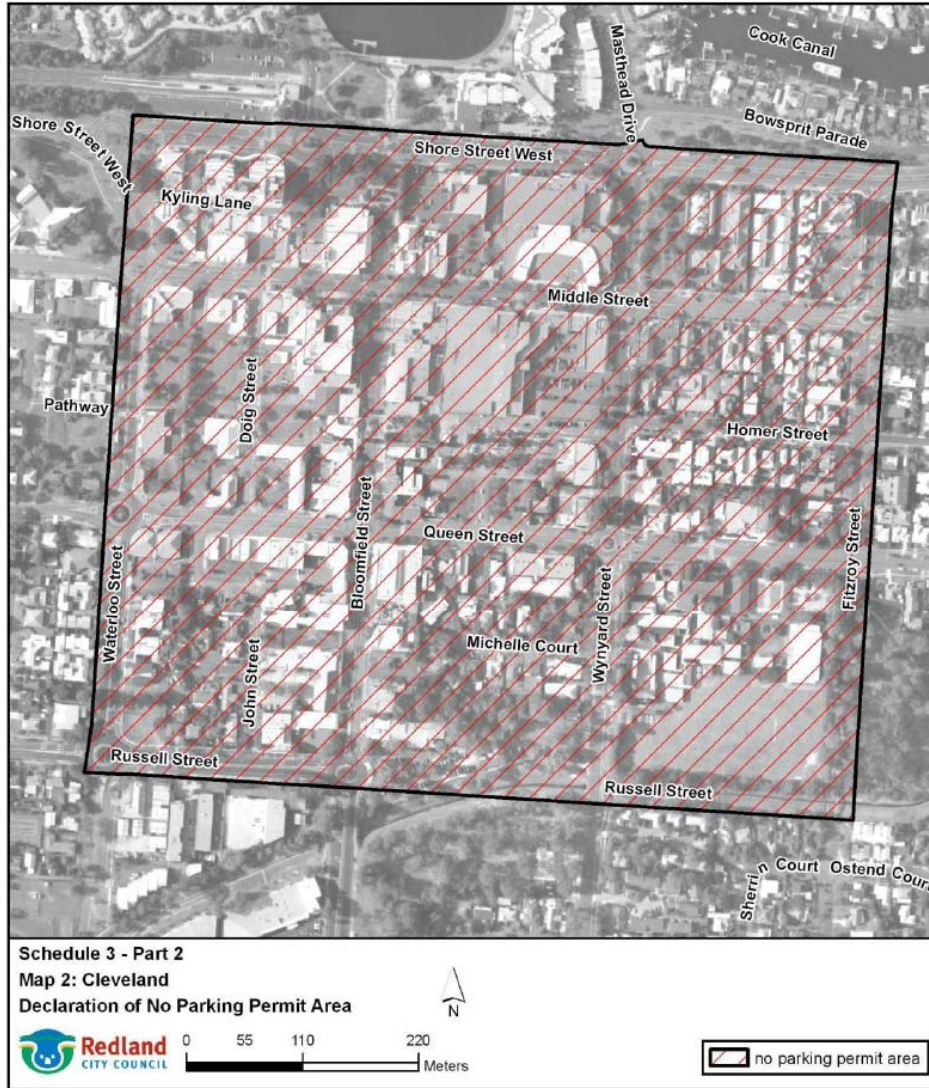 Cook Canal
Masthead Drive
Bowsprit Parade
Shore Street West
Shore Street West
Kyling Lane
Middle Street
Doig Street
Pathway
Homer Street
Bloomfield Street
Queen Street
Fitzroy Street
Waterloo Street
Wynyard Street
Michelle Court
John Street
Russell Street
Russell Street
Sherrin Court
Ostend Court
Schedule 3 - Part 2
Map 2: Cleveland
Declaration of No Parking Permit Area
N
Redland
CITY COUNCIL
0 55 110 220
Meters
no parking permit area